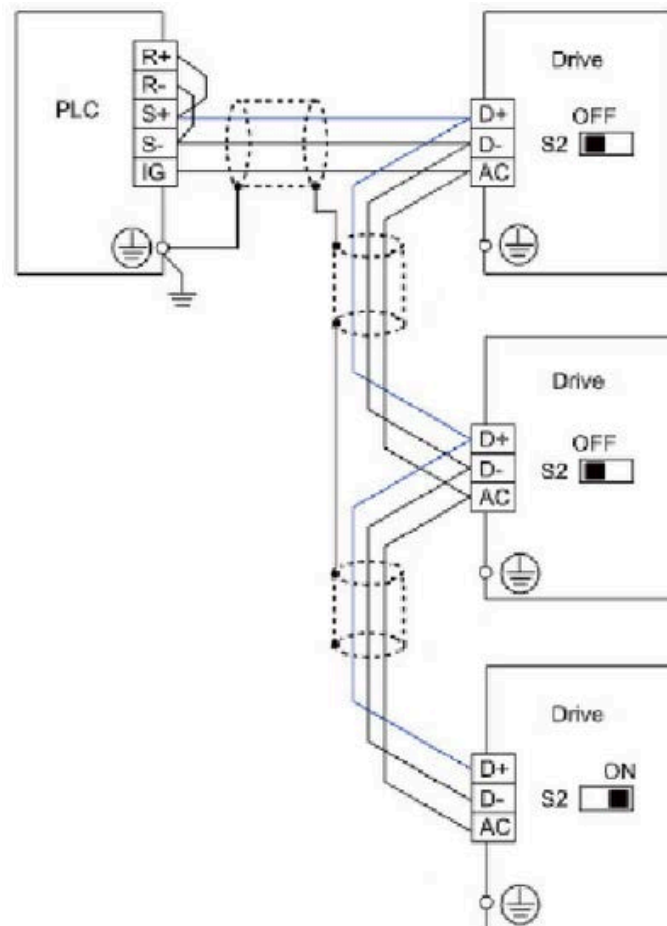 PLC
R+
R-
S+
S-
IG
Drive
OFF
S2
D+
D-
AC
Drive
OFF
S2
D+
D-
AC
Drive
ON
S2
D+
D-
AC